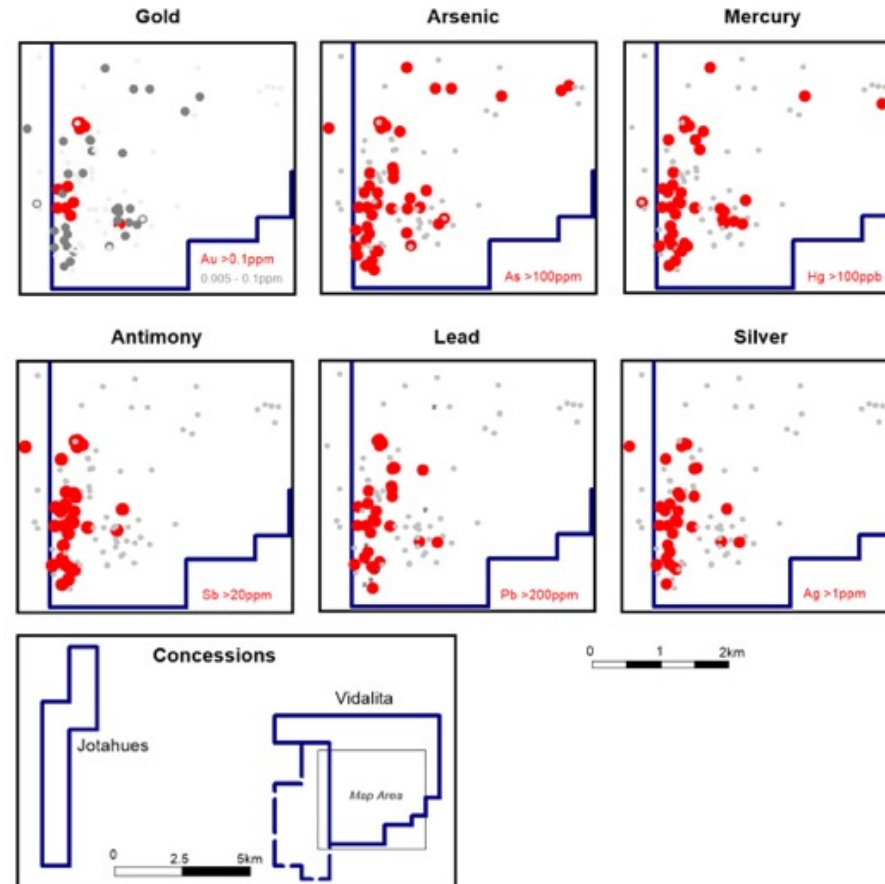 Gold
Arsenic
Mercury
Au >0.1ppm
0.005 - 0.1ppm
As >100ppm
Hg >100ppb
Antimony
Lead
Silver
Sb >20ppm
Pb >200ppm
Ag >1ppm
Concessions
0 1 2km
Vidalita
Jotahues
Map Area
0 2.5 5km